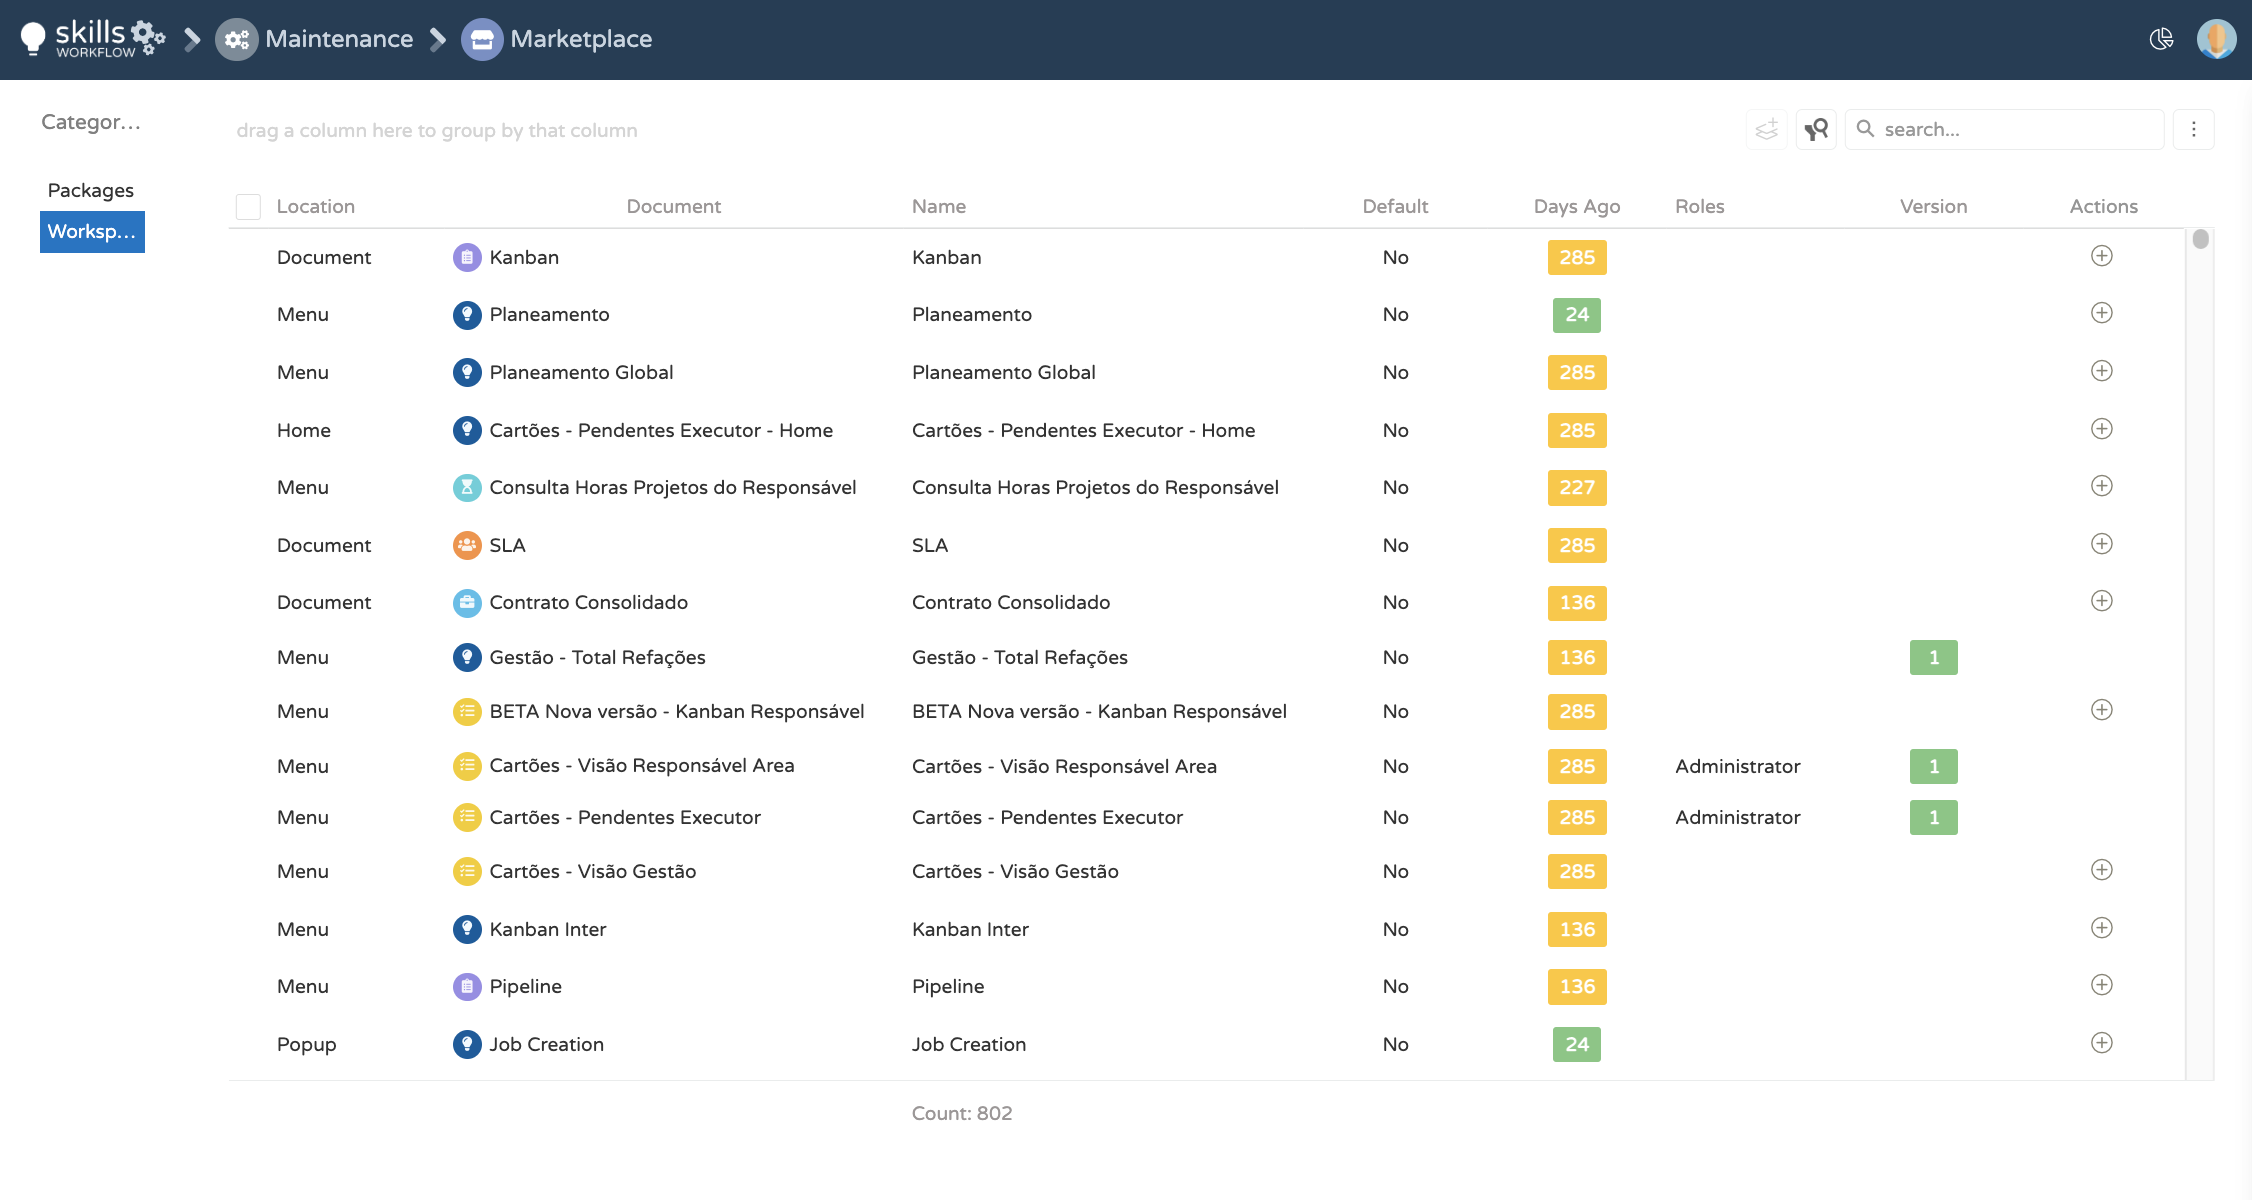 skills
WORKFLOW
Maintenance
Marketplace
Categor...
drag a column here to group by that column
search...
Packages
Worksp...
Location Document Name Default Days Ago Roles Version Actions
Document Kanban Kanban No 285
Menu Planeamento Planeamento No 24
Menu Planeamento Global Planeamento Global No 285
Home Cartões - Pendentes Executor - Home Cartões - Pendentes Executor - Home No 285
Menu Consulta Horas Projetos do Responsável Consulta Horas Projetos do Responsável No 227
Document SLA SLA No 285
Document Contrato Consolidado Contrato Consolidado No 136
Menu Gestão - Total Refações Gestão - Total Refações No 136 1
Menu BETA Nova versão - Kanban Responsável BETA Nova versão - Kanban Responsável No 285
Menu Cartões - Visão Responsável Area Cartões - Visão Responsável Area No 285 Administrator 1
Menu Cartões - Pendentes Executor Cartões - Pendentes Executor No 285 Administrator 1
Menu Cartões - Visão Gestão Cartões - Visão Gestão No 285
Menu Kanban Inter Kanban Inter No 136
Menu Pipeline Pipeline No 136
Popup Job Creation Job Creation No 24
Count: 802